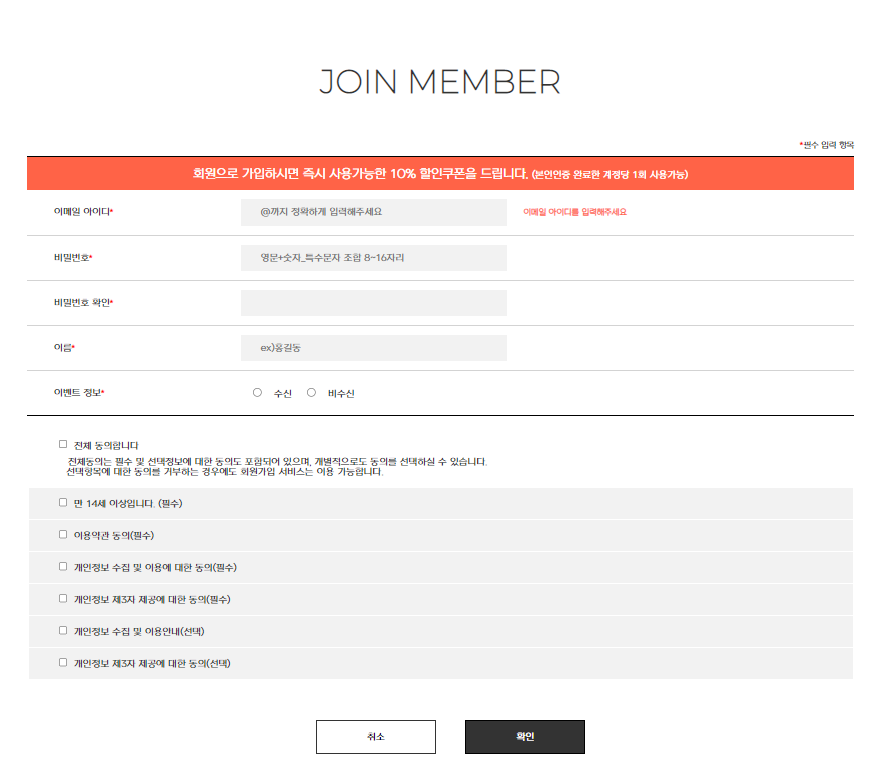 JOIN MEMBER
*필수 입력 항목
회원으로 가입하시면 즉시 사용가능한 10% 할인쿠폰을 드립니다. (본인인증 완료한 계정당 1회 사용가능)
이메일 아이디* @까지 정확하게 입력해주세요 이메일 아이디를 입력해주세요
비밀번호* 영문+숫자_특수문자 조합 8~16자리
비밀번호 확인*
이름* ex)홍길동
이벤트 정보* 수신 비수신
전체 동의합니다
전체동의는 필수 및 선택정보에 대한 동의도 포함되어 있으며, 개별적으로도 동의를 선택하실 수 있습니다.
선택항목에 대한 동의를 기부하는 경우에도 회원가입 서비스는 이용 가능합니다.
만 14세 이상입니다. (필수)
이용약관 동의(필수)
개인정보 수집 및 이용에 대한 동의(필수)
개인정보 제3자 제공에 대한 동의(필수)
개인정보 수집 및 이용안내(선택)
개인정보 제3자 제공에 대한 동의(선택)
취소 확인